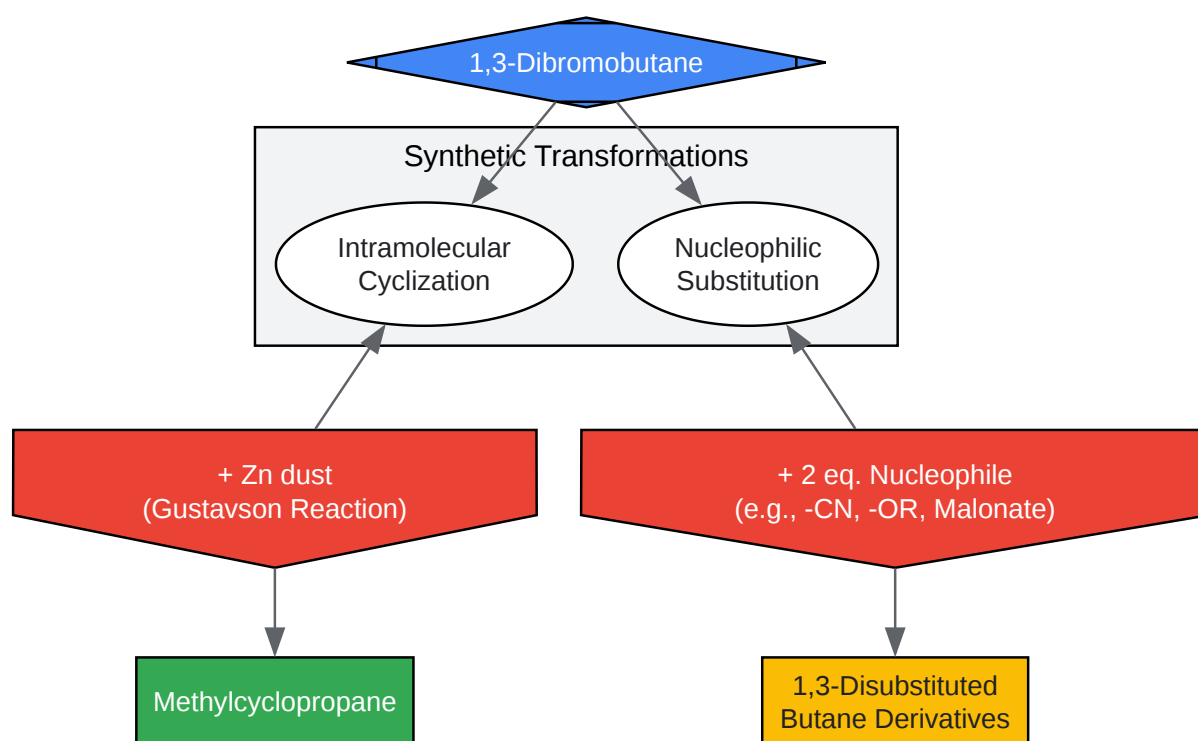 1,3-Dibromobutane
Synthetic Transformations
Intramolecular
Cyclization
Nucleophilic
Substitution
+ Zn dust
(Gustavson Reaction)
+ 2 eq. Nucleophile
(e.g., -CN, -OR, Malonate)
Methylcyclopropane
1,3-Disubstituted
Butane Derivatives